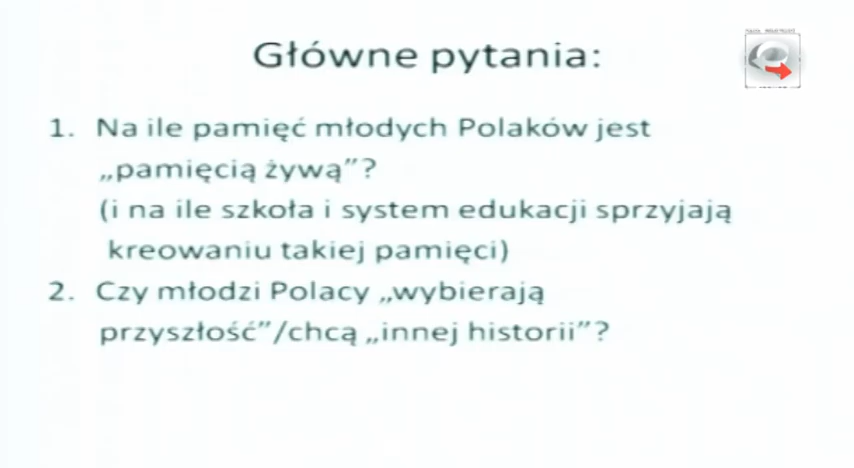 Główne pytania:
1. Na ile pamięć młodych Polaków jest
„pamięcią żywą”?
(i na ile szkoła i system edukacji sprzyjają
kreowaniu takiej pamięci)
2. Czy młodzi Polacy „wybierają
przyszłość”/chcą „innej historii”?